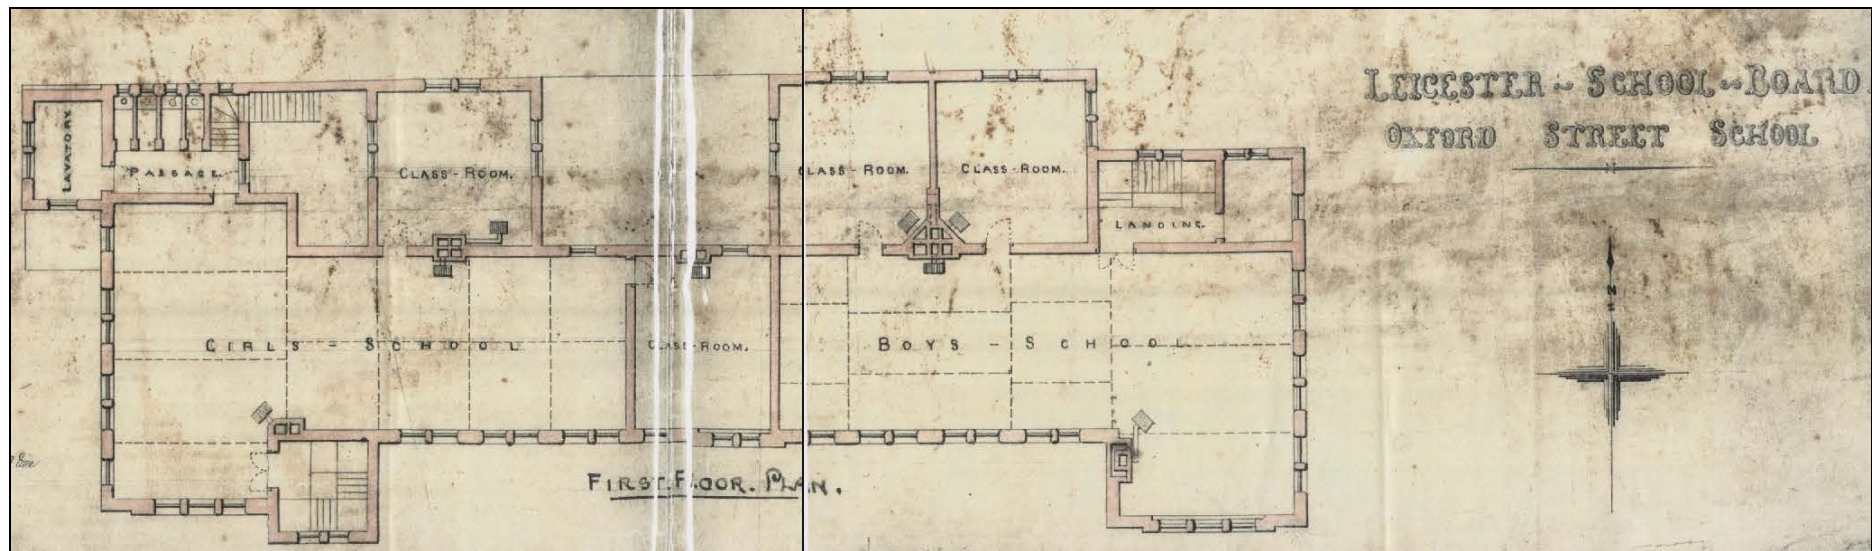 LEICESTER - SCHOOL - BOARD
OXFORD STREET SCHOOL
LAVATORY
PASSAGE.
CLASS-ROOM.
CLASS-ROOM.
CLASS-ROOM.
LANDING.
GIRLS - SCHOOL
CLASS-ROOM.
BOYS - SCHOOL
N
FIRST. FLOOR. PLAN.